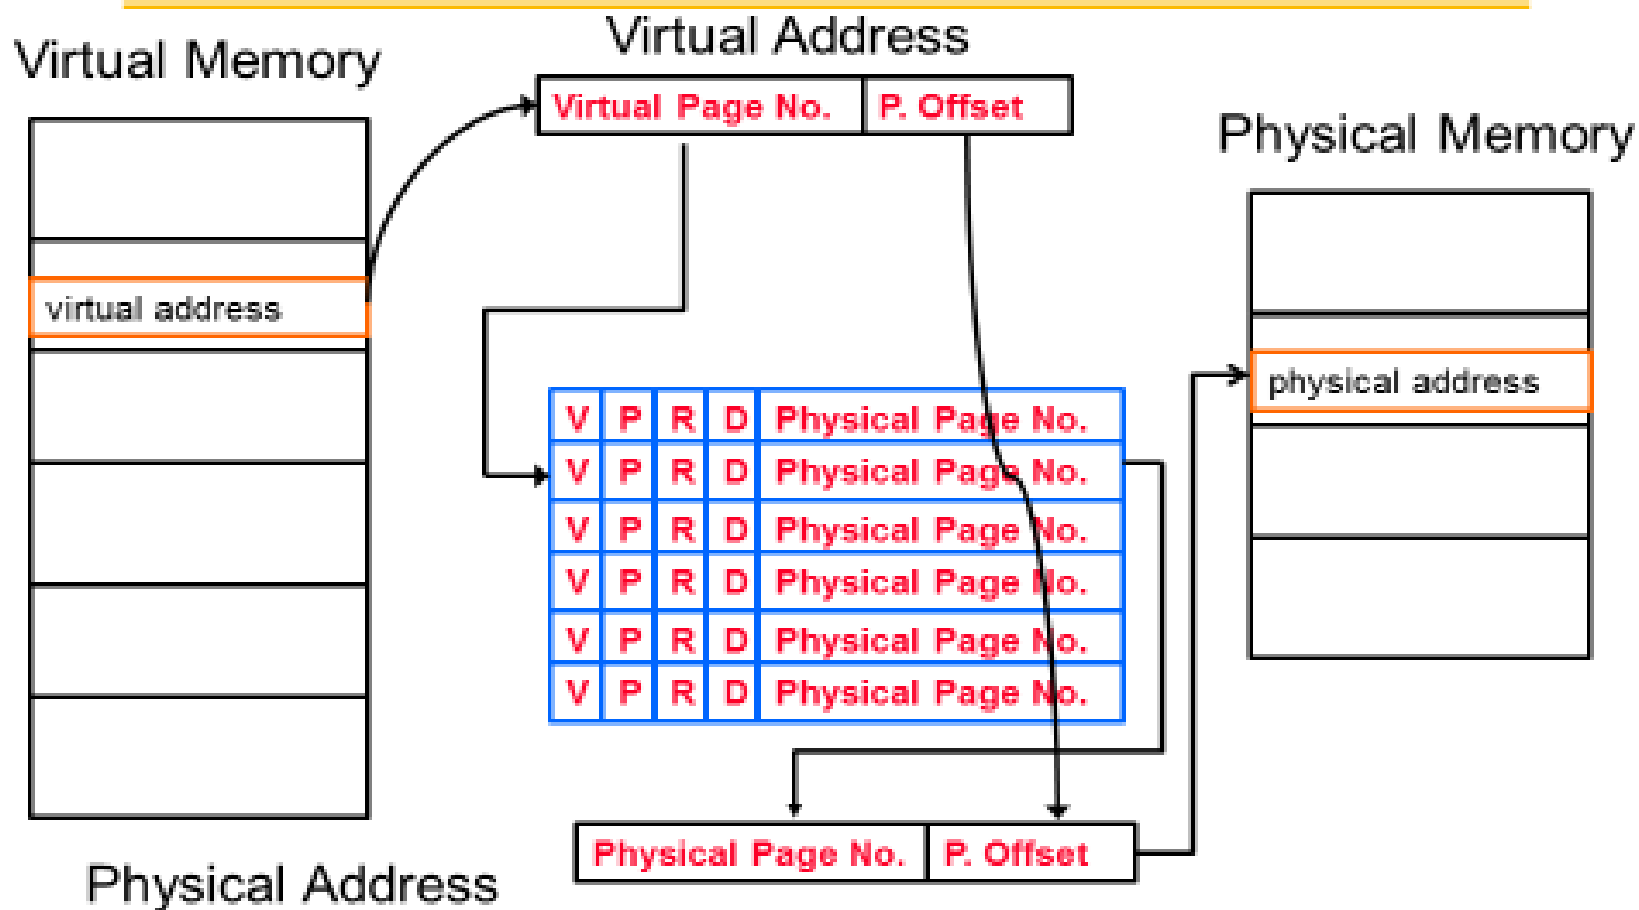 Virtual Address
Virtual Memory
Virtual Page No. P. Offset
Physical Memory
virtual address
physical address
V P R D Physical Page No.
V P R D Physical Page No.
V P R D Physical Page No.
V P R D Physical Page No.
V P R D Physical Page No.
V P R D Physical Page No.
Physical Page No. P. Offset
Physical Address